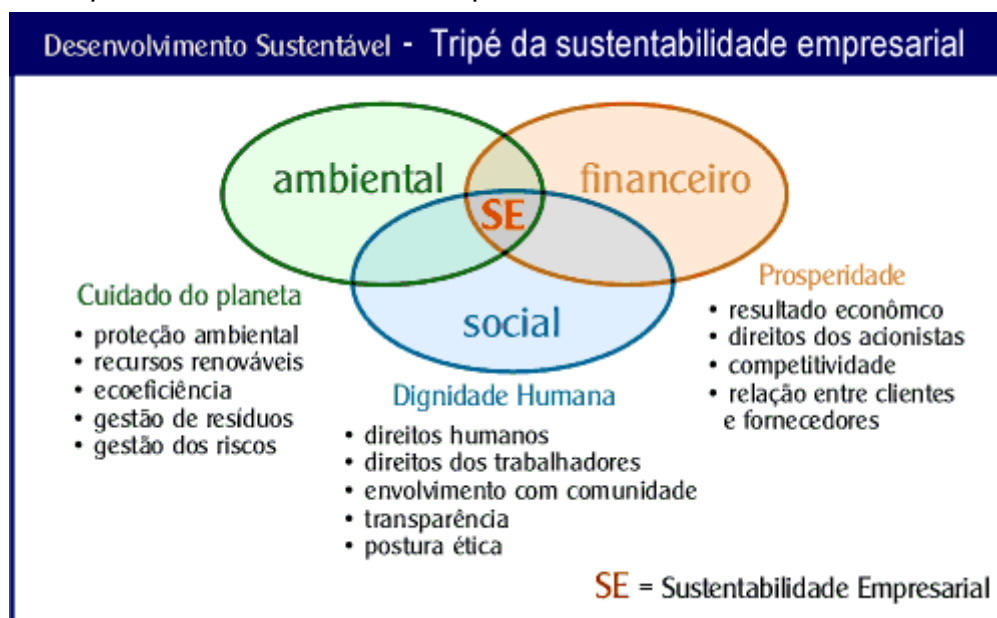 Desenvolvimento Sustentável - Tripé da sustentabilidade empresarial
ambiental
financeiro
SE
social
Cuidado do planeta
• proteção ambiental
• recursos renováveis
• ecoeficiência
• gestão de resíduos
• gestão dos riscos
Dignidade Humana
• direitos humanos
• direitos dos trabalhadores
• envolvimento com comunidade
• transparência
• postura ética
Prosperidade
• resultado econômco
• direitos dos acionistas
• competitividade
• relação entre clientes
e fornecedores
SE = Sustentabilidade Empresarial